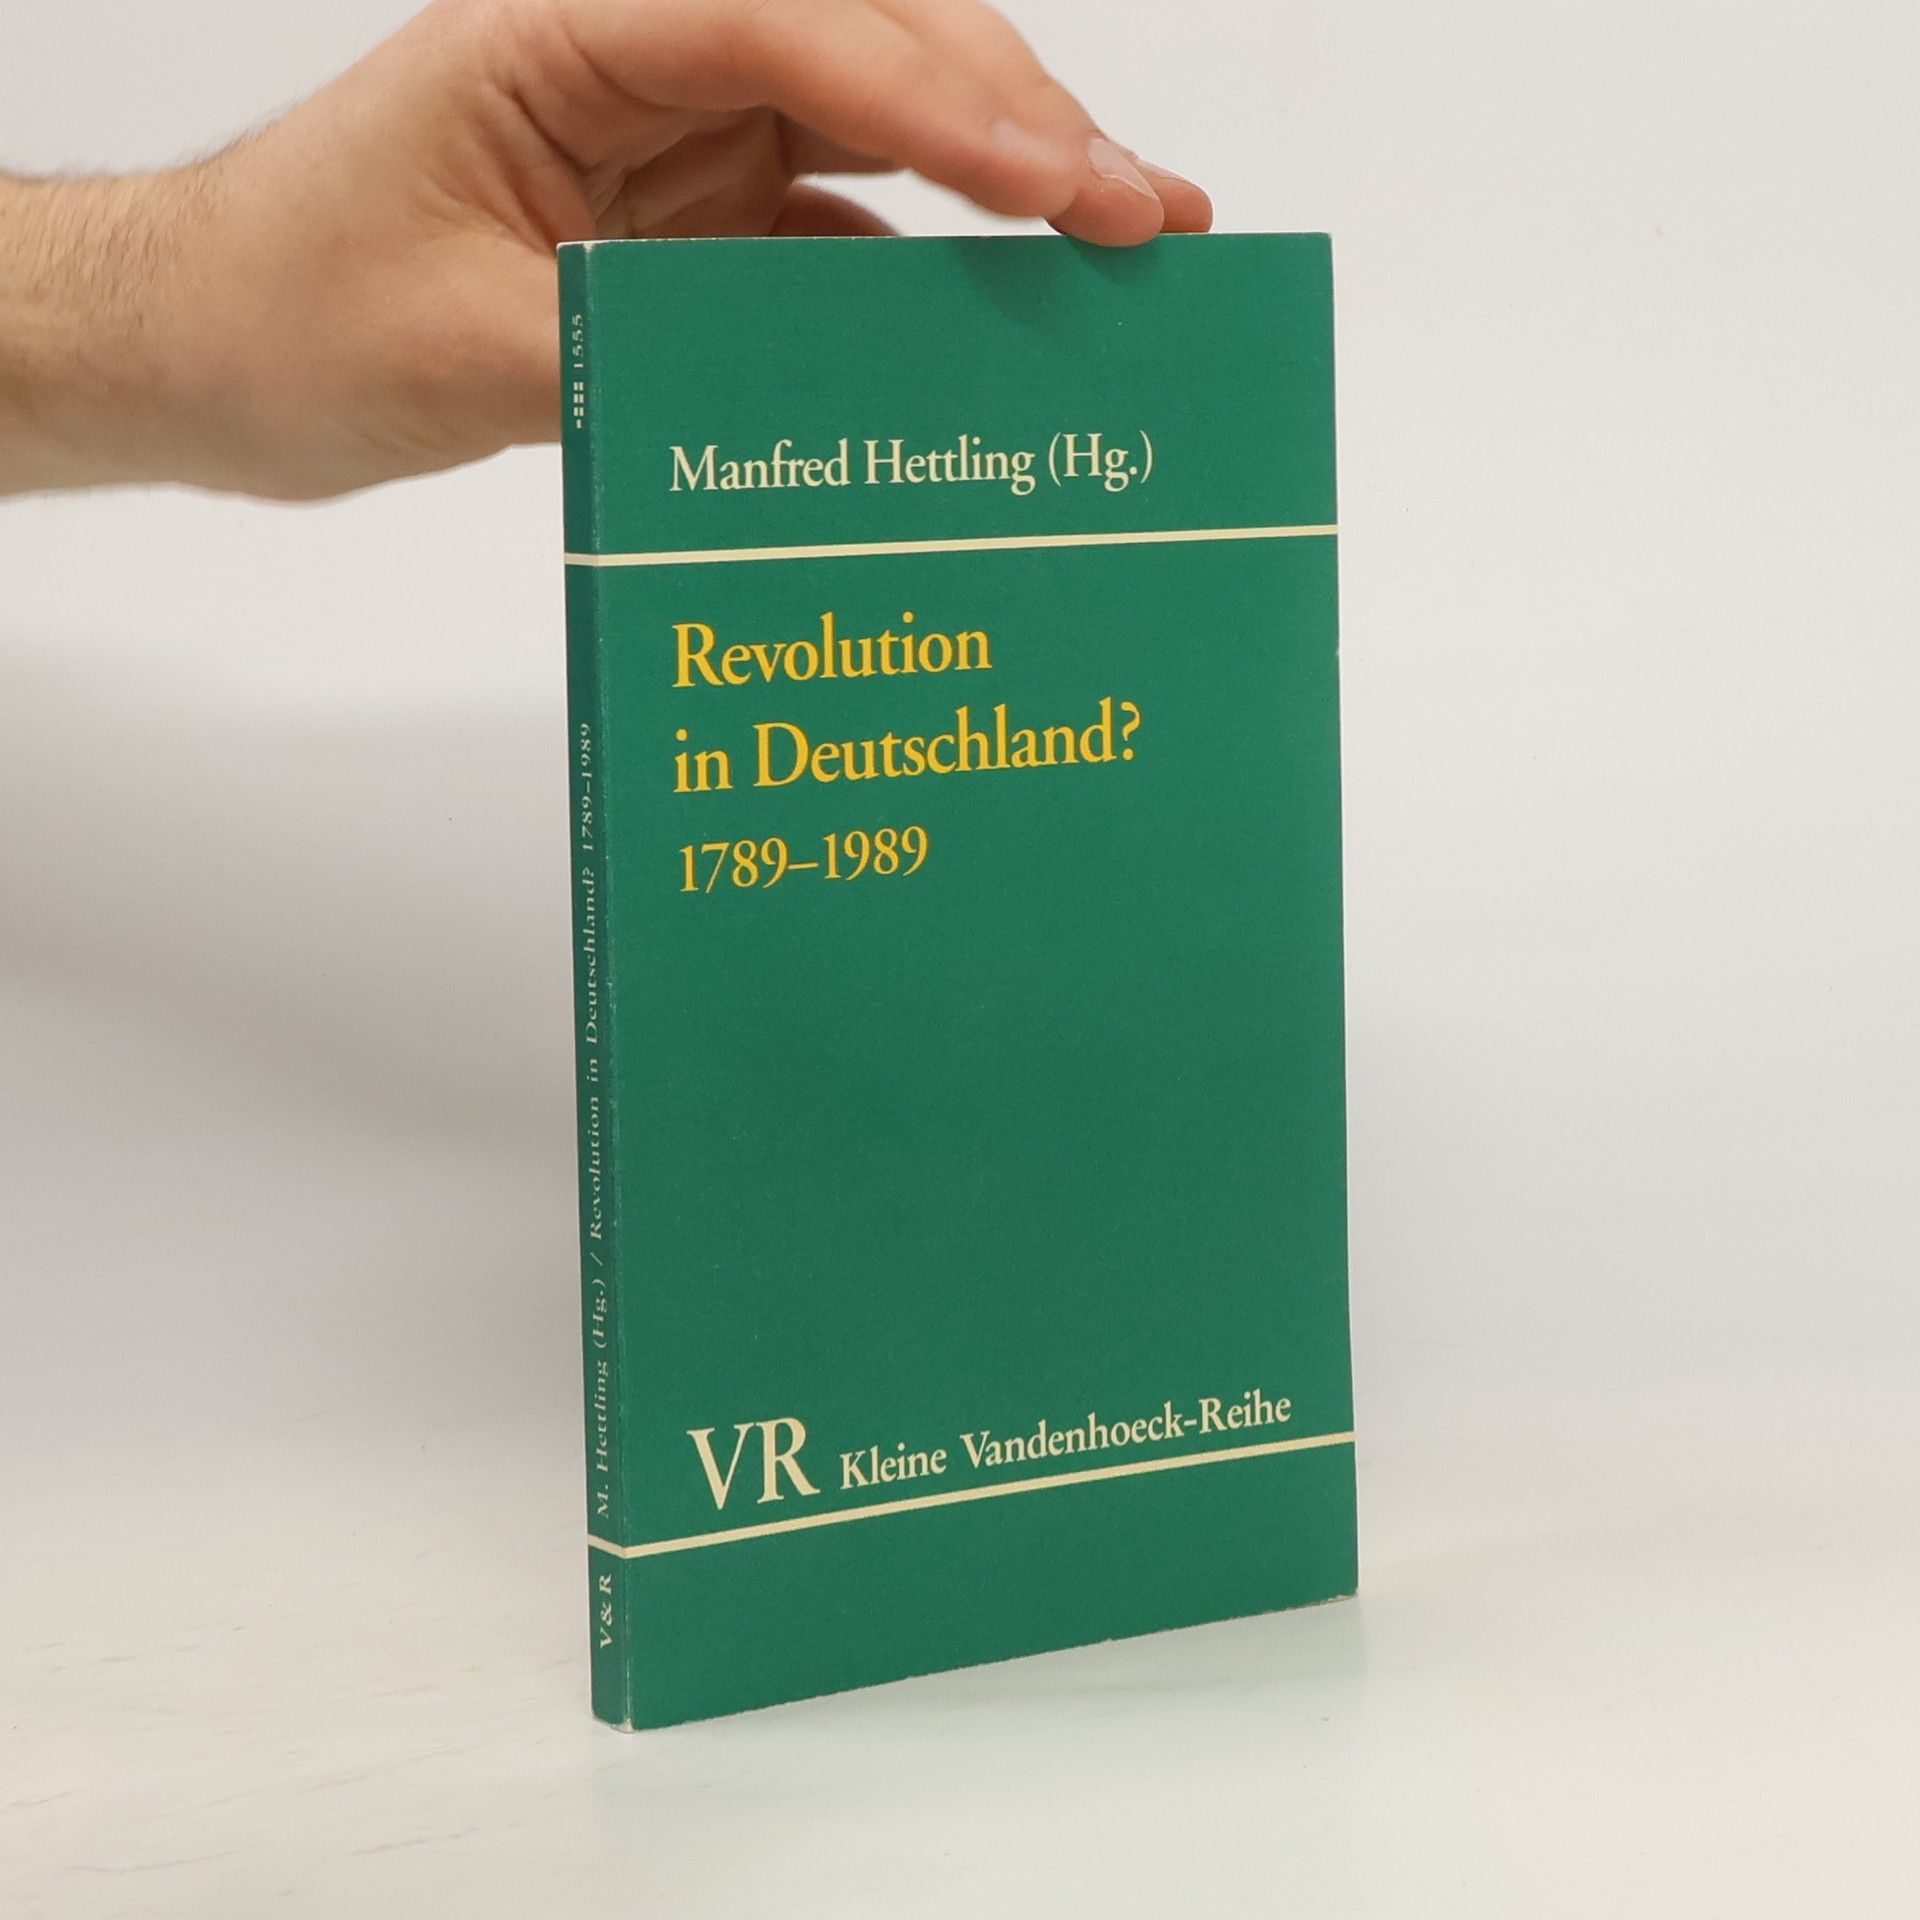 Manfred Hettling (Hg.)
Revolution
in Deutschland?
1789–1989
VR Kleine Vandenhoeck-Reihe
V&R M. Hettling (Hg.) / Revolution in Deutschland? 1789–1989 1555